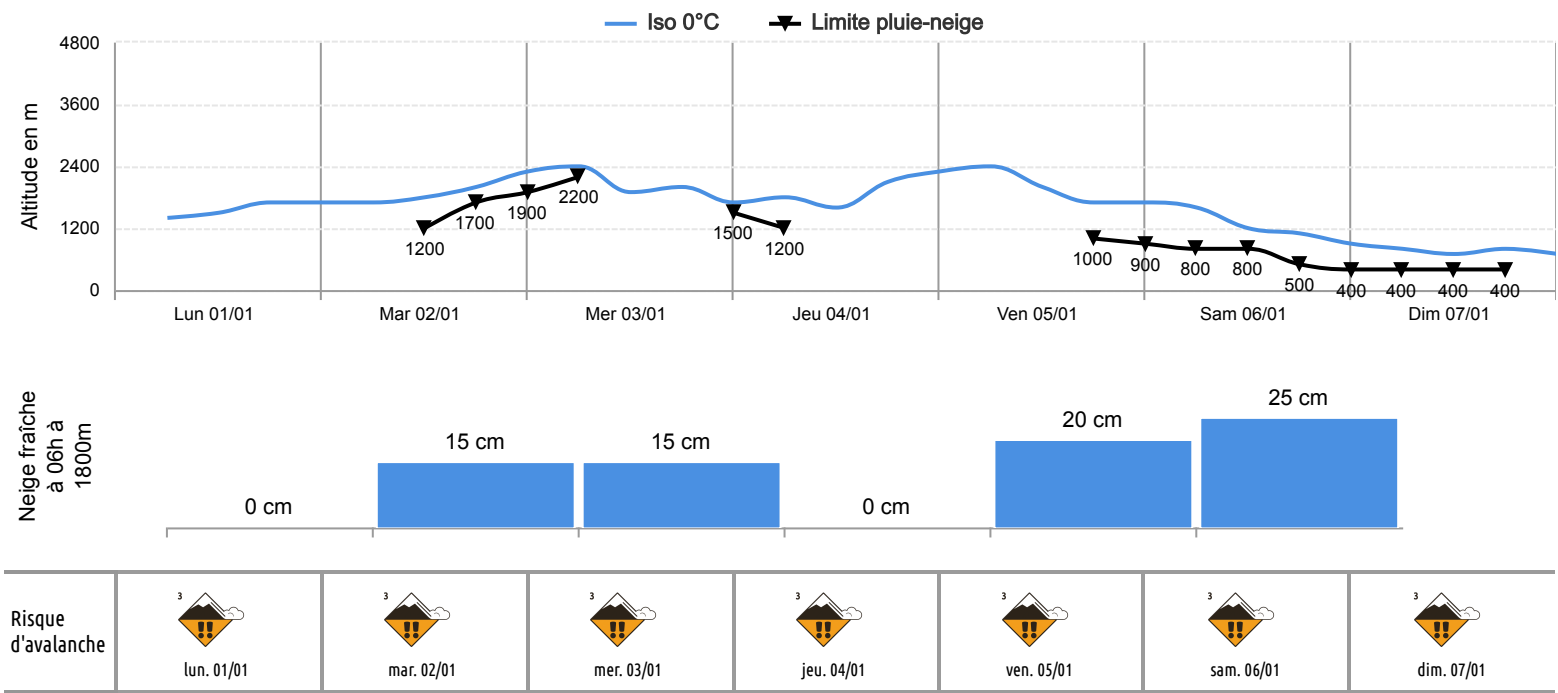 Iso 0°C Limite pluie-neige
Altitude en m
4800
3600
2400
1200
0
1200 1700 1900 2200 1500 1200 1000 900 800 800 500 400 400 400 400
Lun 01/01 Mar 02/01 Mer 03/01 Jeu 04/01 Ven 05/01 Sam 06/01 Dim 07/01
Neige fraîche
à 06h à
1800m
0 cm 15 cm 15 cm 0 cm 20 cm 25 cm
Risque
d'avalanche
3 3 3 3 3 3 3
!! !! !! !! !! !! !!
lun. 01/01 mar. 02/01 mer. 03/01 jeu. 04/01 ven. 05/01 sam. 06/01 dim. 07/01